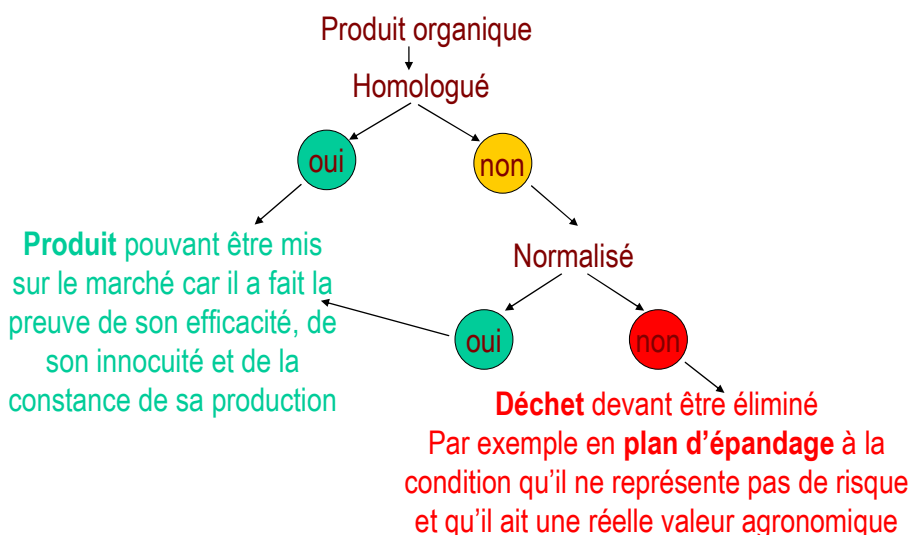 Produit organique
Homologué
oui
non
Produit pouvant être mis
sur le marché car il a fait la
preuve de son efficacité, de
son innocuité et de la
constance de sa production
Normalisé
oui
non
Déchet devant être éliminé
Par exemple en plan d’épandage à la
condition qu’il ne représente pas de risque
et qu’il ait une réelle valeur agronomique